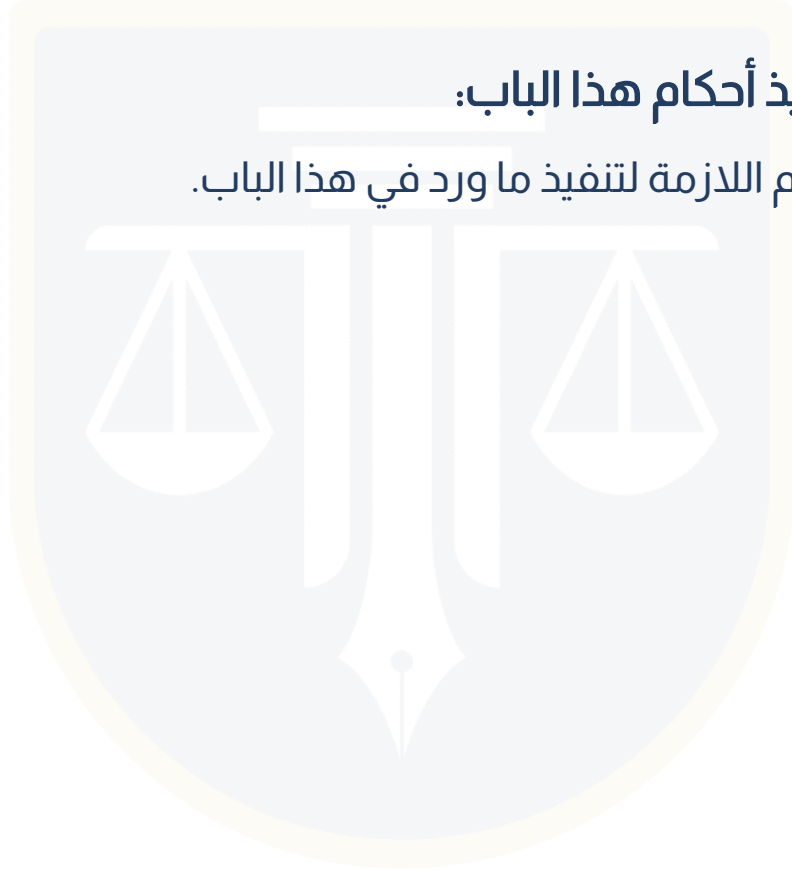 أحكام هذا الباب:
اللازمة لتنفيذ ما ورد في هذا الباب.